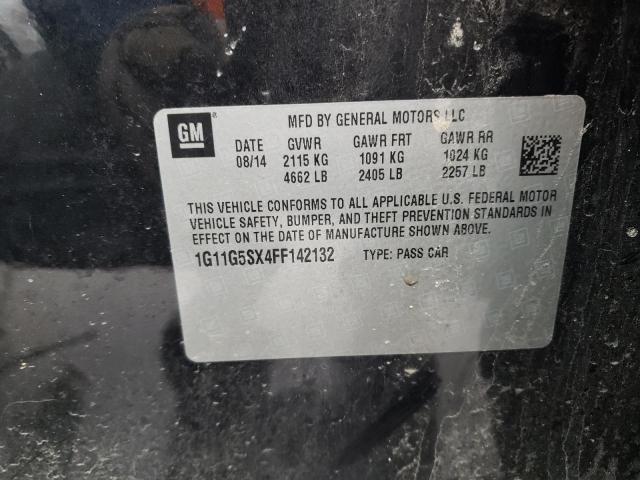 GM ®
MFD BY GENERAL MOTORS LLC
DATE GVWR GAWR FRT GAWR RR
08/14 2115 KG 1091 KG 1024 KG
4662 LB 2405 LB 2257 LB
THIS VEHICLE CONFORMS TO ALL APPLICABLE U.S. FEDERAL MOTOR
VEHICLE SAFETY, BUMPER, AND THEFT PREVENTION STANDARDS IN
EFFECT ON THE DATE OF MANUFACTURE SHOWN ABOVE.
1G11G5SX4FF142132 TYPE: PASS CAR